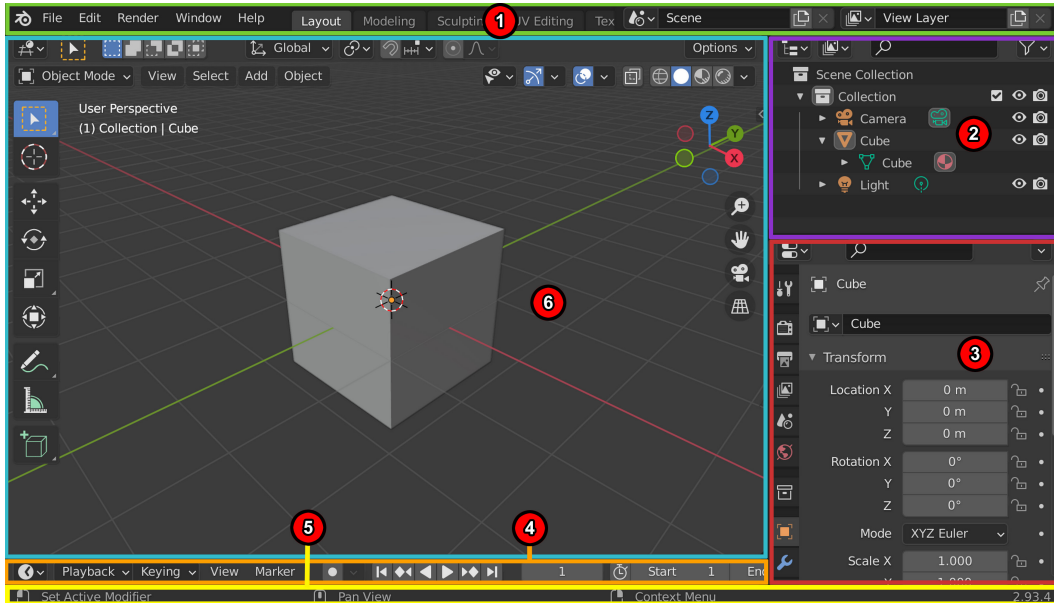 File Edit Render Window Help Layout Modeling Sculptin 1 UV Editing Tex Scene View Layer
Global Options
Object Mode View Select Add Object
User Perspective
(1) Collection | Cube
Z
Y
X
6
Scene Collection
Collection
Camera
2
Cube
Cube
Light
Cube
Cube
Transform
3
Location X 0 m
Y 0 m
Z 0 m
Rotation X 0°
Y 0°
Z 0°
Mode XYZ Euler
Scale X 1.000
5
4
Playback Keying View Marker 1 Start 1 End
Set Active Modifier Pan View Context Menu 2.93.4